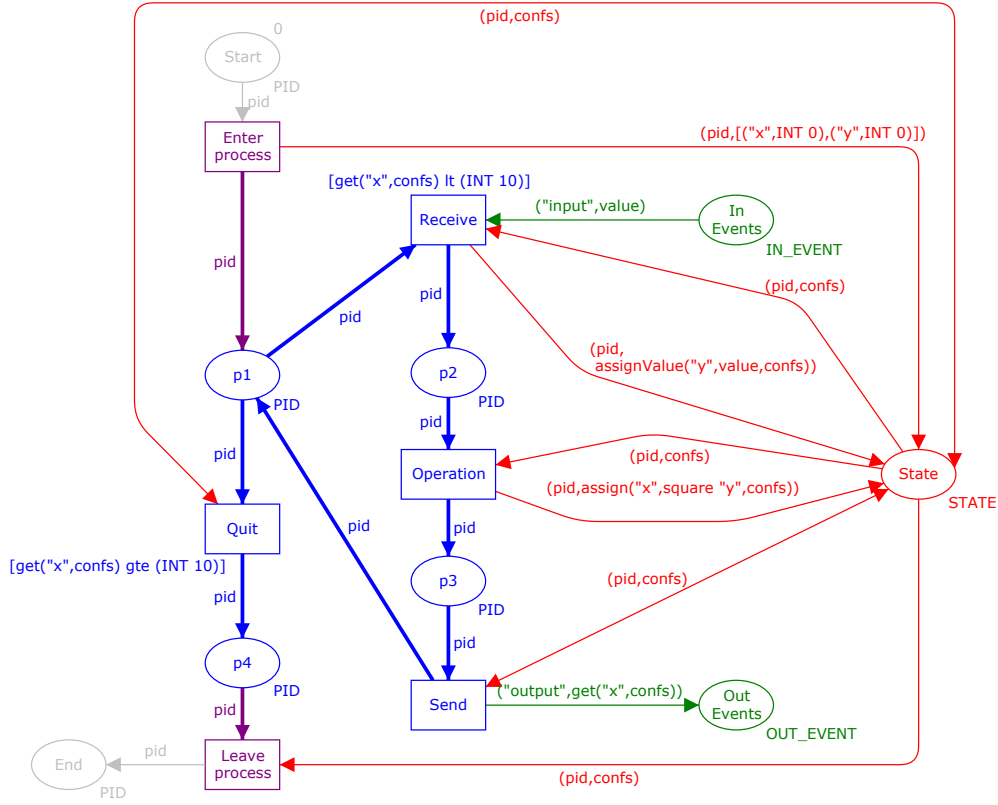 (pid,confs)
0
Start
PID
pid
Enter
process
(pid,[("x",INT 0),("y",INT 0)])
[get("x",confs) lt (INT 10)]
Receive
("input",value)
In
Events
IN_EVENT
pid
pid
pid
(pid,confs)
(pid,
assignValue("y",value,confs))
p1
PID
p2
PID
pid
pid
(pid,confs)
Operation
State
(pid,assign("x",square "y",confs))
STATE
Quit
pid
pid
[get("x",confs) gte (INT 10)]
p3
PID
(pid,confs)
pid
pid
p4
PID
("output",get("x",confs))
Send
Out
Events
OUT_EVENT
pid
Leave
process
pid
End
PID
(pid,confs)